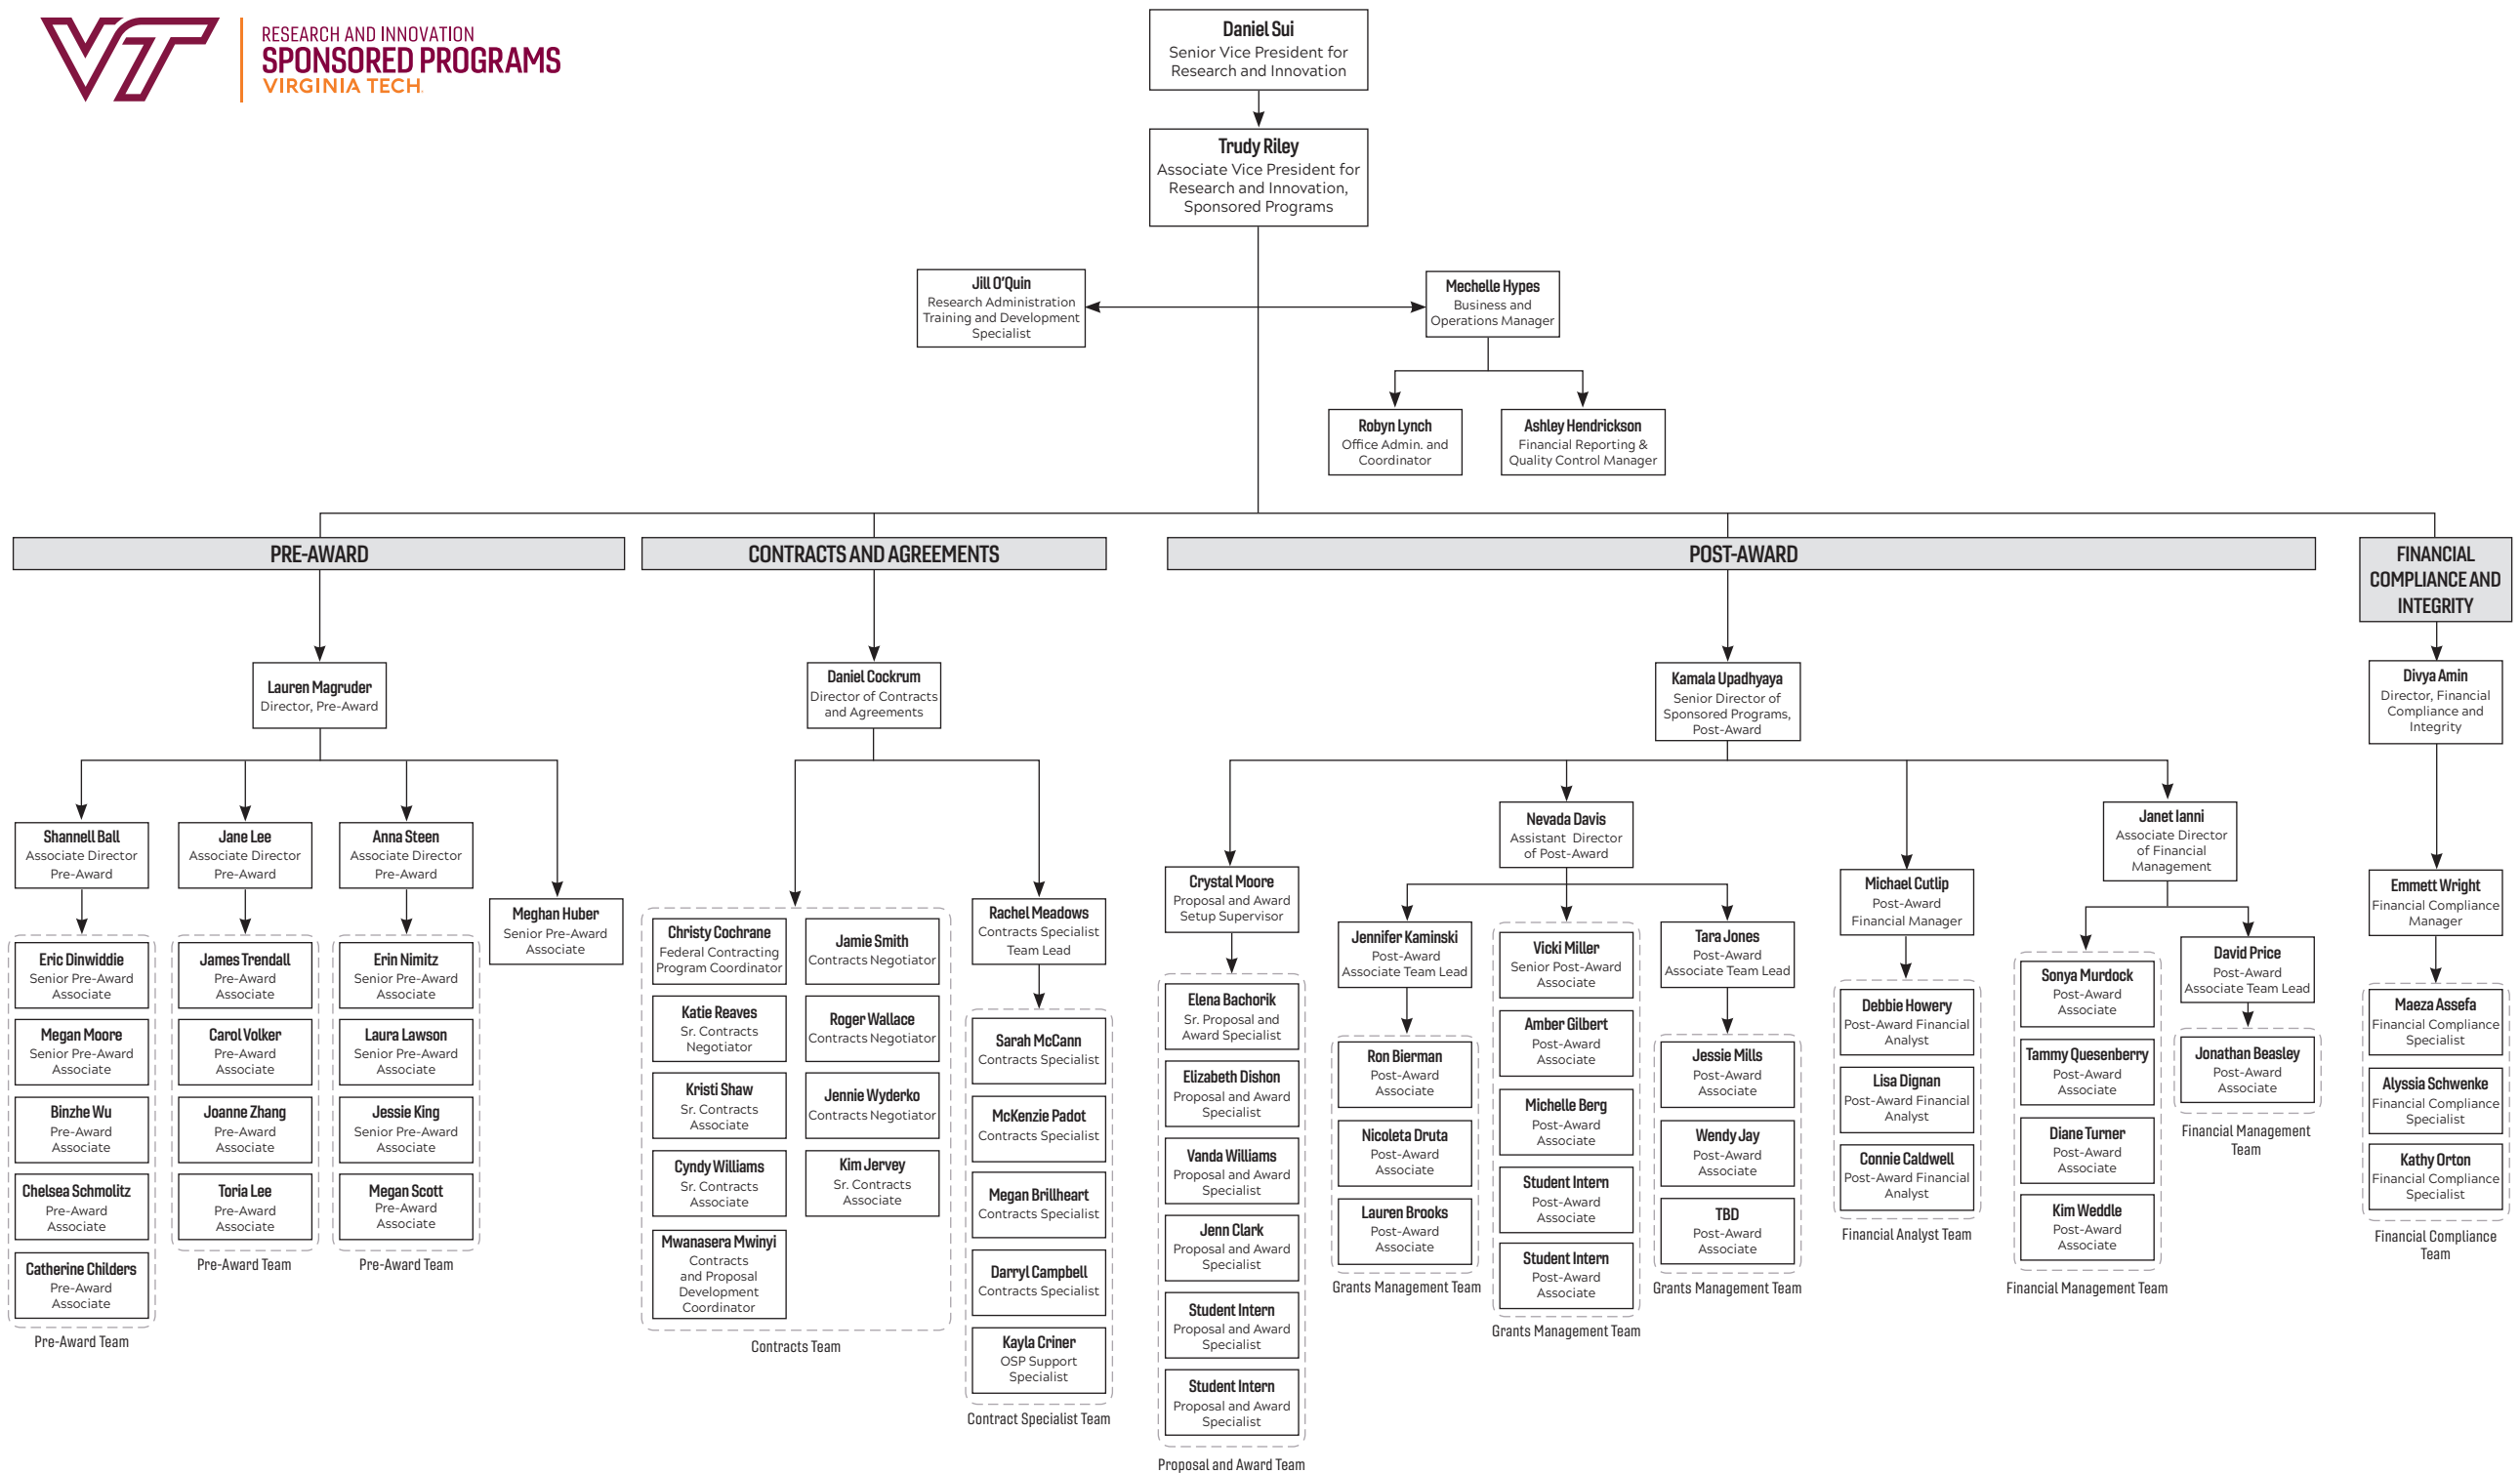 VT
RESEARCH AND INNOVATION
SPONSORED PROGRAMS
VIRGINIA TECH.
Daniel Sui
Senior Vice President for
Research and Innovation
Trudy Riley
Associate Vice President for
Research and Innovation,
Sponsored Programs
Jill O'Quin
Research Administration
Training and Development
Specialist
Mechelle Hypes
Business and
Operations Manager
Robyn Lynch
Office Admin. and
Coordinator
Ashley Hendrickson
Financial Reporting &
Quality Control Manager
PRE-AWARD
Lauren Magruder
Director, Pre-Award
Shannell Ball
Associate Director
Pre-Award
Eric Dinwiddie
Senior Pre-Award
Associate
Megan Moore
Senior Pre-Award
Associate
Binzhe Wu
Pre-Award
Associate
Chelsea Schmolitz
Pre-Award
Associate
Catherine Childers
Pre-Award
Associate
Pre-Award Team
Jane Lee
Associate Director
Pre-Award
James Trendall
Pre-Award
Associate
Carol Volker
Pre-Award
Associate
Joanne Zhang
Pre-Award
Associate
Toria Lee
Pre-Award
Associate
Pre-Award Team
Anna Steen
Associate Director
Pre-Award
Erin Nimitz
Senior Pre-Award
Associate
Laura Lawson
Senior Pre-Award
Associate
Jessie King
Senior Pre-Award
Associate
Megan Scott
Pre-Award
Associate
Pre-Award Team
Meghan Huber
Senior Pre-Award
Associate
CONTRACTS AND AGREEMENTS
Daniel Cockrum
Director of Contracts
and Agreements
Christy Cochrane
Federal Contracting
Program Coordinator
Katie Reaves
Sr. Contracts
Negotiator
Kristi Shaw
Sr. Contracts
Associate
Cyndy Williams
Sr. Contracts
Associate
Mwanasera Mwinyi
Contracts
and Proposal
Development
Coordinator
Jamie Smith
Contracts Negotiator
Roger Wallace
Contracts Negotiator
Jennie Wyderko
Contracts Negotiator
Kim Jervey
Sr. Contracts
Associate
Contracts Team
Rachel Meadows
Contracts Specialist
Team Lead
Sarah McCann
Contracts Specialist
McKenzie Padot
Contracts Specialist
Megan Brillheart
Contracts Specialist
Darryl Campbell
Contracts Specialist
Kayla Criner
OSP Support
Specialist
Contract Specialist Team
POST-AWARD
Kamala Upadhyaya
Senior Director of
Sponsored Programs,
Post-Award
Crystal Moore
Proposal and Award
Setup Supervisor
Elena Bachorik
Sr. Proposal and
Award Specialist
Elizabeth Dishon
Proposal and Award
Specialist
Vanda Williams
Proposal and Award
Specialist
Jenn Clark
Proposal and Award
Specialist
Student Intern
Proposal and Award
Specialist
Student Intern
Proposal and Award
Specialist
Proposal and Award Team
Nevada Davis
Assistant Director
of Post-Award
Jennifer Kaminski
Post-Award
Associate Team Lead
Ron Bierman
Post-Award
Associate
Nicoleta Druta
Post-Award
Associate
Lauren Brooks
Post-Award
Associate
Grants Management Team
Vicki Miller
Senior Post-Award
Associate
Amber Gilbert
Post-Award
Associate
Michelle Berg
Post-Award
Associate
Student Intern
Post-Award
Associate
Student Intern
Post-Award
Associate
Grants Management Team
Tara Jones
Post-Award
Associate Team Lead
Jessie Mills
Post-Award
Associate
Wendy Jay
Post-Award
Associate
TBD
Post-Award
Associate
Grants Management Team
Michael Cutlip
Post-Award
Financial Manager
Debbie Howery
Post-Award Financial
Analyst
Lisa Dignan
Post-Award Financial
Analyst
Connie Caldwell
Post-Award Financial
Analyst
Financial Analyst Team
Janet Ianni
Associate Director
of Financial
Management
Sonya Murdock
Post-Award
Associate
Tammy Quesenberry
Post-Award
Associate
Diane Turner
Post-Award
Associate
Kim Weddle
Post-Award
Associate
Financial Management Team
David Price
Post-Award
Associate Team Lead
Jonathan Beasley
Post-Award
Associate
Financial Management
Team
FINANCIAL
COMPLIANCE AND
INTEGRITY
Divya Amin
Director, Financial
Compliance and
Integrity
Emmett Wright
Financial Compliance
Manager
Maeza Assefa
Financial Compliance
Specialist
Alyssia Schwenke
Financial Compliance
Specialist
Kathy Orton
Financial Compliance
Specialist
Financial Compliance
Team